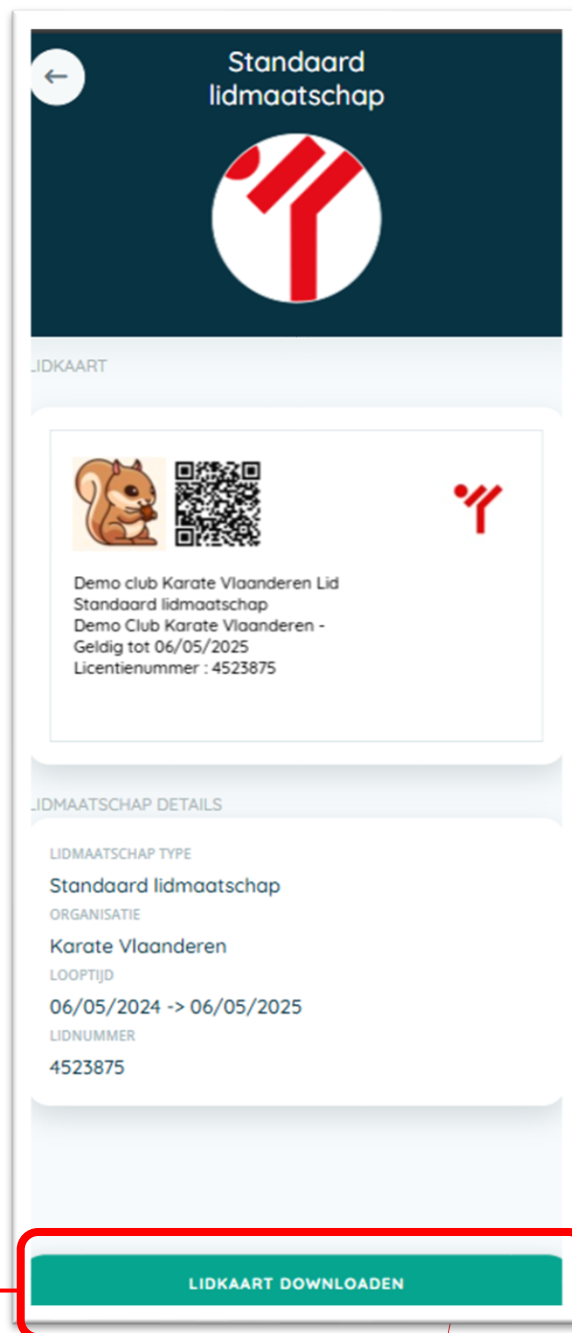 Standaard
lidmaatschap
LIDKAART
Demo club Karate Vlaanderen Lid
Standaard lidmaatschap
Demo Club Karate Vlaanderen -
Geldig tot 06/05/2025
Licentienummer : 4523875
LIDMAATSCHAP DETAILS
LIDMAATSCHAP TYPE
Standaard lidmaatschap
ORGANISATIE
Karate Vlaanderen
LOOPTIJD
06/05/2024 -> 06/05/2025
LIDNUMMER
4523875
LIDKAART DOWNLOADEN